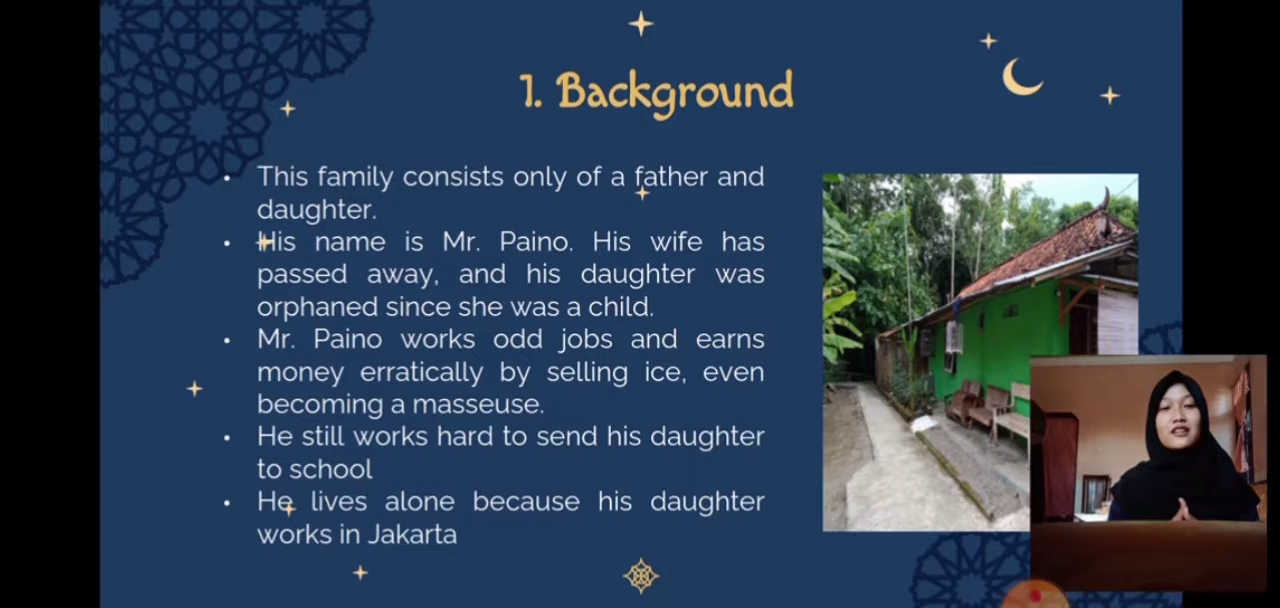 1. Background
• This family consists only of a father and
daughter.
• His name is Mr. Paino. His wife has
passed away, and his daughter was
orphaned since she was a child.
• Mr. Paino works odd jobs and earns
money erratically by selling ice, even
becoming a masseuse.
• He still works hard to send his daughter
to school
• He lives alone because his daughter
works in Jakarta